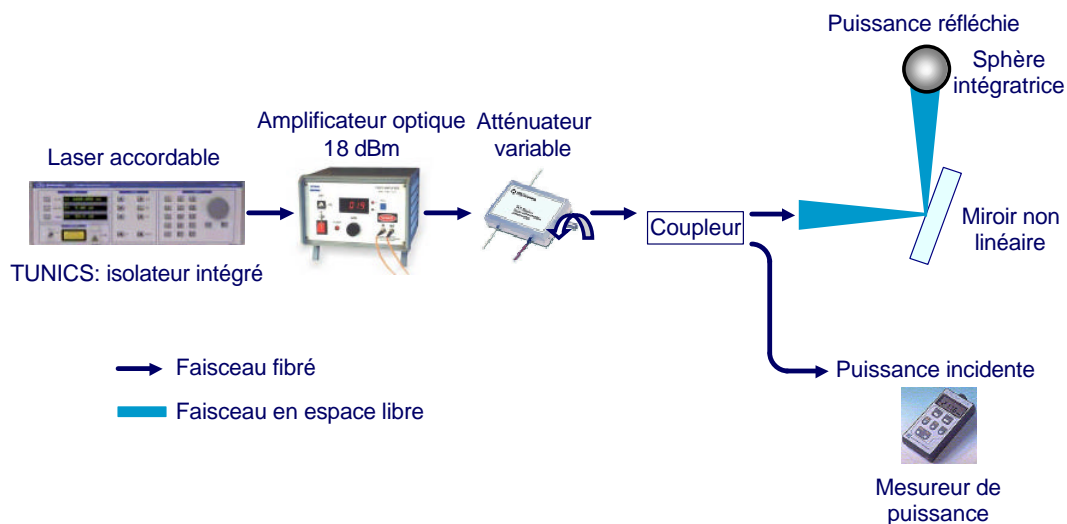 Puissance réfléchie
Sphère
intégratrice
Amplificateur optique
18 dBm
Atténuateur
variable
Laser accordable
Coupleur
Miroir non
linéaire
TUNICS: isolateur intégré
Faisceau fibré
Puissance incidente
Faisceau en espace libre
Mesureur de
puissance